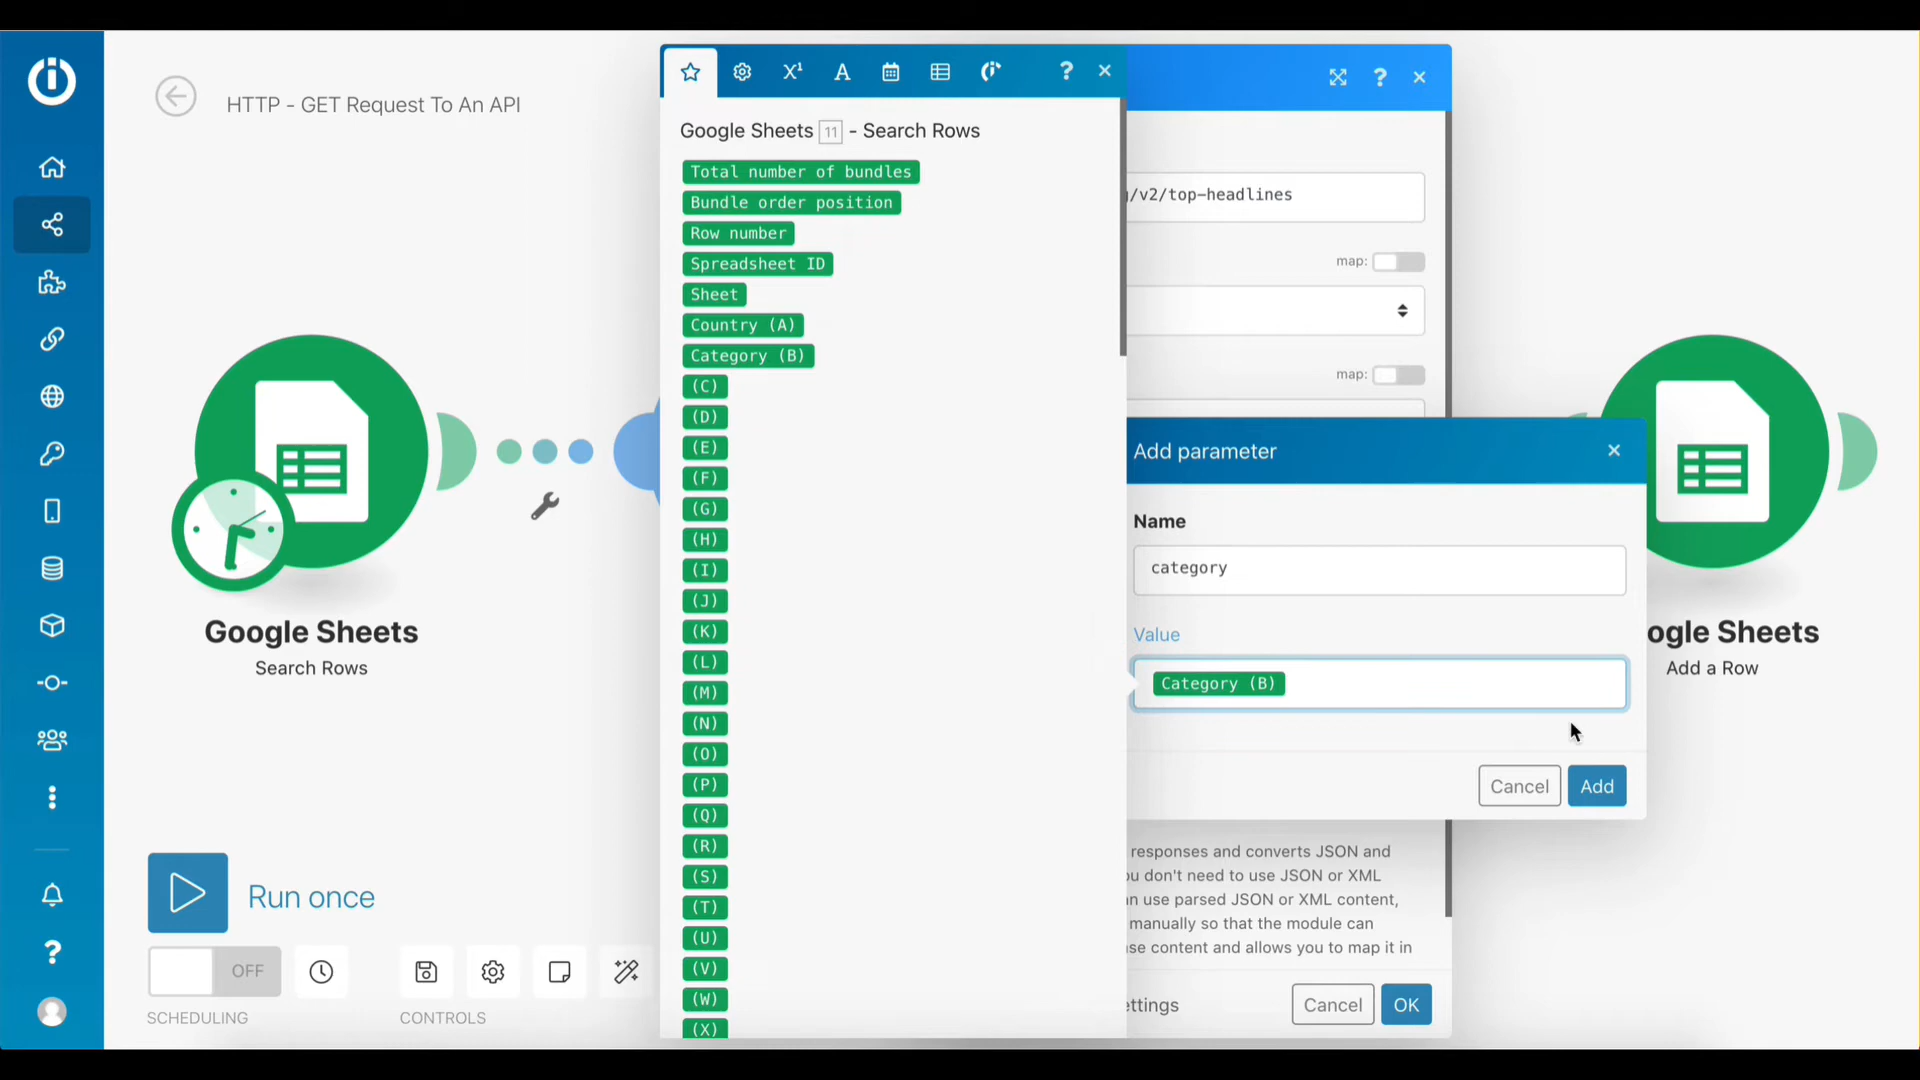 HTTP - GET Request To An API
Google Sheets 11 - Search Rows
Total number of bundles
Bundle order position
Row number
Spreadsheet ID
Sheet
Country (A)
Category (B)
(C)
(D)
(E)
(F)
(G)
(H)
(I)
(J)
(K)
(L)
(M)
(N)
(O)
(P)
(Q)
(R)
(S)
(T)
(U)
(V)
(W)
(X)
/v2/top-headlines
map:
map:
Add parameter
Name
category
Value
Category (B)
Cancel Add
responses and converts JSON and
don't need to use JSON or XML
use parsed JSON or XML content,
manually so that the module can
content and allows you to map it in
ettings
Cancel OK
Google Sheets
Search Rows
ogle Sheets
Add a Row
Run once
OFF
SCHEDULING
CONTROLS